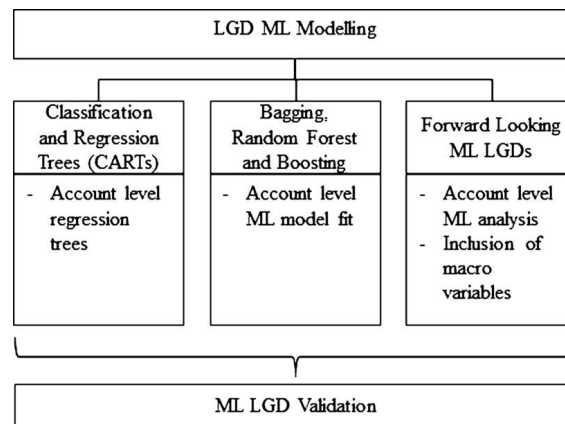 LGD ML Modelling
Classification
and Regression
Trees (CARTs)
- Account level
regression
trees
Bagging,
Random Forest
and Boosting
- Account level
ML model fit
Forward Looking
ML LGDs
- Account level
ML analysis
- Inclusion of
macro
variables
ML LGD Validation